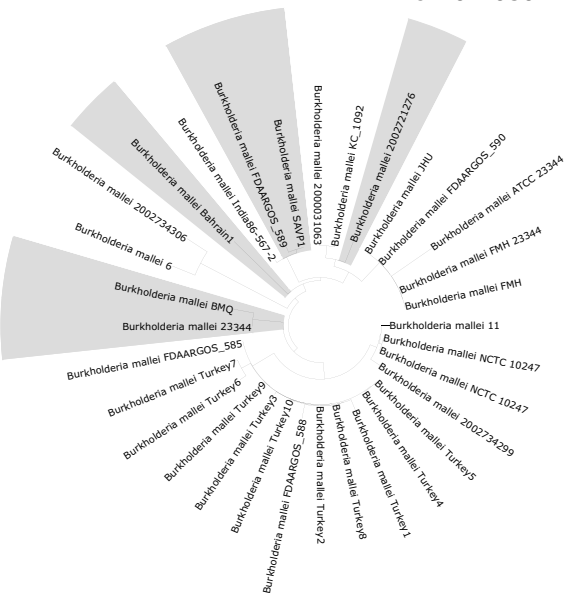 Burkholderia mallei 2000031063
Burkholderia mallei KC_1092
Burkholderia mallei 2002721276
Burkholderia mallei JHU
Burkholderia mallei FDAARGOS_590
Burkholderia mallei ATCC 23344
Burkholderia mallei FMH 23344
Burkholderia mallei FMH
Burkholderia mallei 11
Burkholderia mallei NCTC 10247
Burkholderia mallei NCTC 10247
Burkholderia mallei 2002734299
Burkholderia mallei Turkey5
Burkholderia mallei Turkey4
Burkholderia mallei Turkey1
Burkholderia mallei Turkey8
Burkholderia mallei Turkey2
Burkholderia mallei FDAARGOS_588
Burkholderia mallei Turkey10
Burkholderia mallei Turkey3
Burkholderia mallei Turkey9
Burkholderia mallei Turkey6
Burkholderia mallei Turkey7
Burkholderia mallei FDAARGOS_585
Burkholderia mallei 23344
Burkholderia mallei BMQ
Burkholderia mallei 6
Burkholderia mallei 2002734306
Burkholderia mallei Bahrain1
Burkholderia mallei India86-567-2
Burkholderia mallei FDAARGOS_589
Burkholderia mallei SAVP1